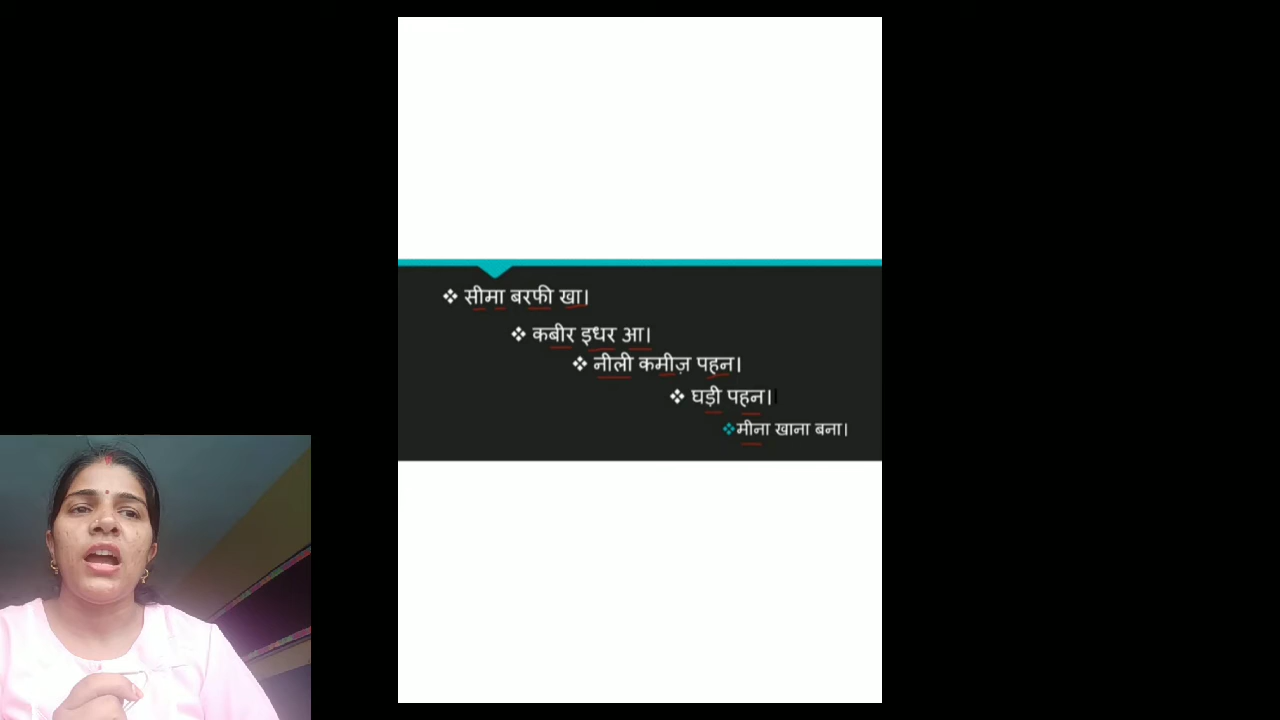 ❖ सीमा बरफी खा।
❖ कबीर इधर आ।
❖ नीली कमीज़ पहन।
❖ घड़ी पहन।
❖ मीना खाना बना।